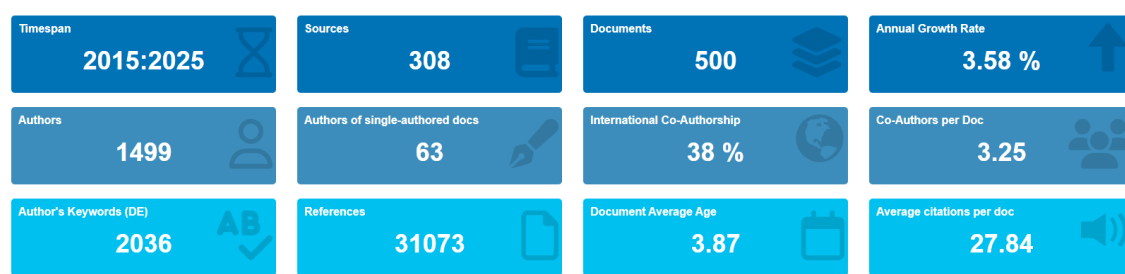 Timespan
2015:2025
Sources
308
Documents
500
Annual Growth Rate
3.58 %
Authors
1499
Authors of single-authored docs
63
International Co-Authorship
38 %
Co-Authors per Doc
3.25
Author's Keywords (DE)
2036
AB
References
31073
Document Average Age
3.87
Average citations per doc
27.84